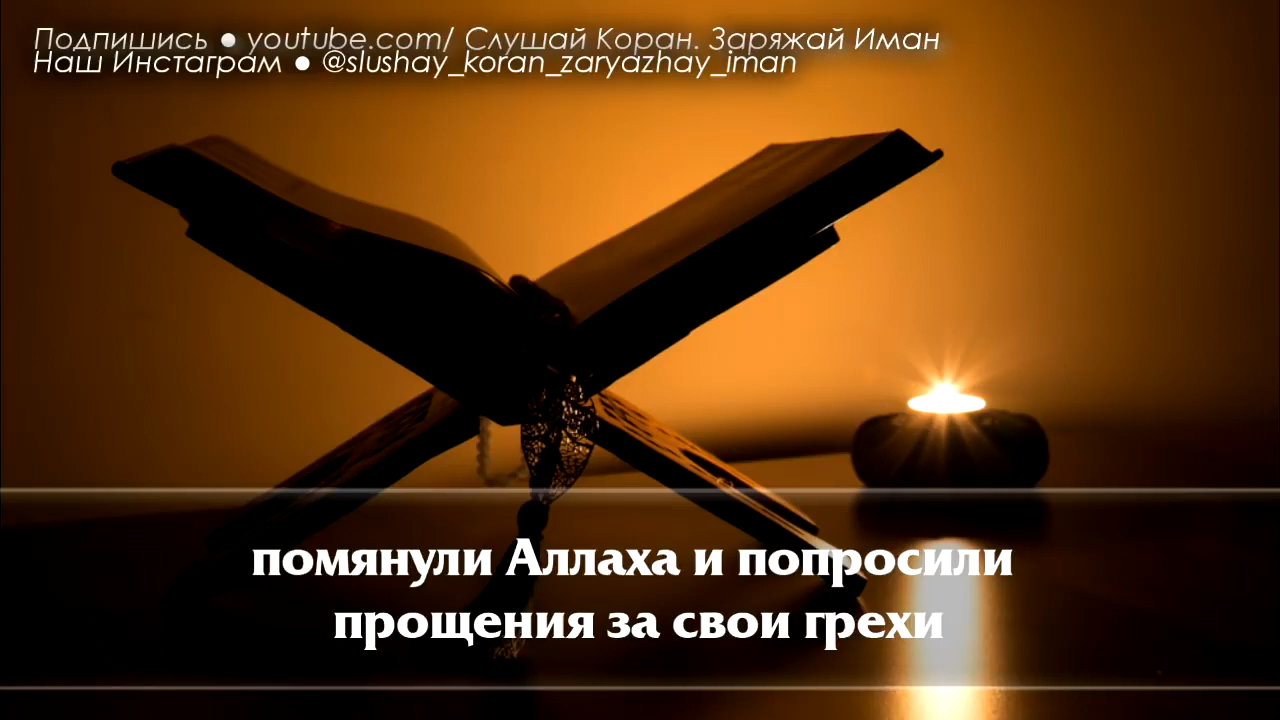 Подпишись ● youtube.com/ Слушай Коран. Заряжай Иман
Наш Инстаграм ● @slushay_koran_zaryazhay_iman
помянули Аллаха и попросили
прощения за свои грехи